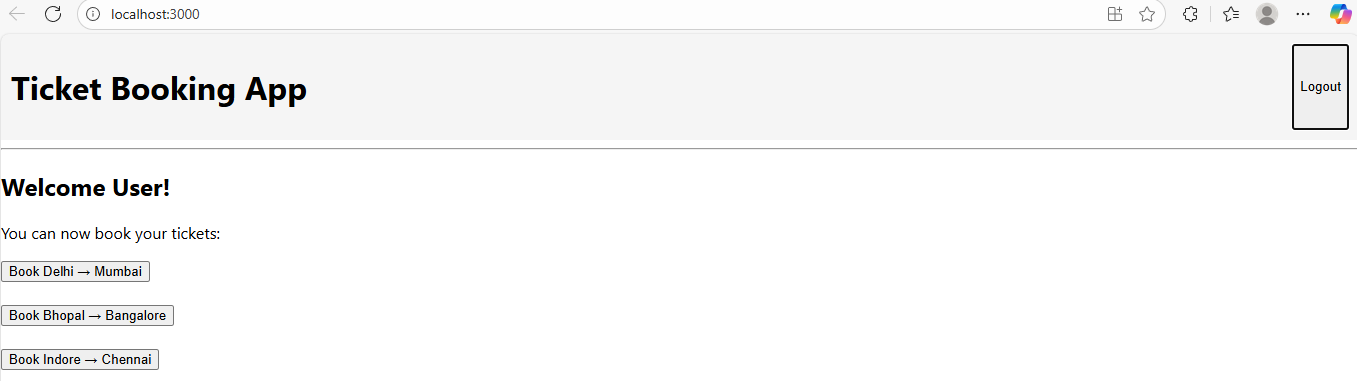 localhost:3000
Ticket Booking App
Logout
Welcome User!
You can now book your tickets:
Book Delhi → Mumbai
Book Bhopal → Bangalore
Book Indore → Chennai